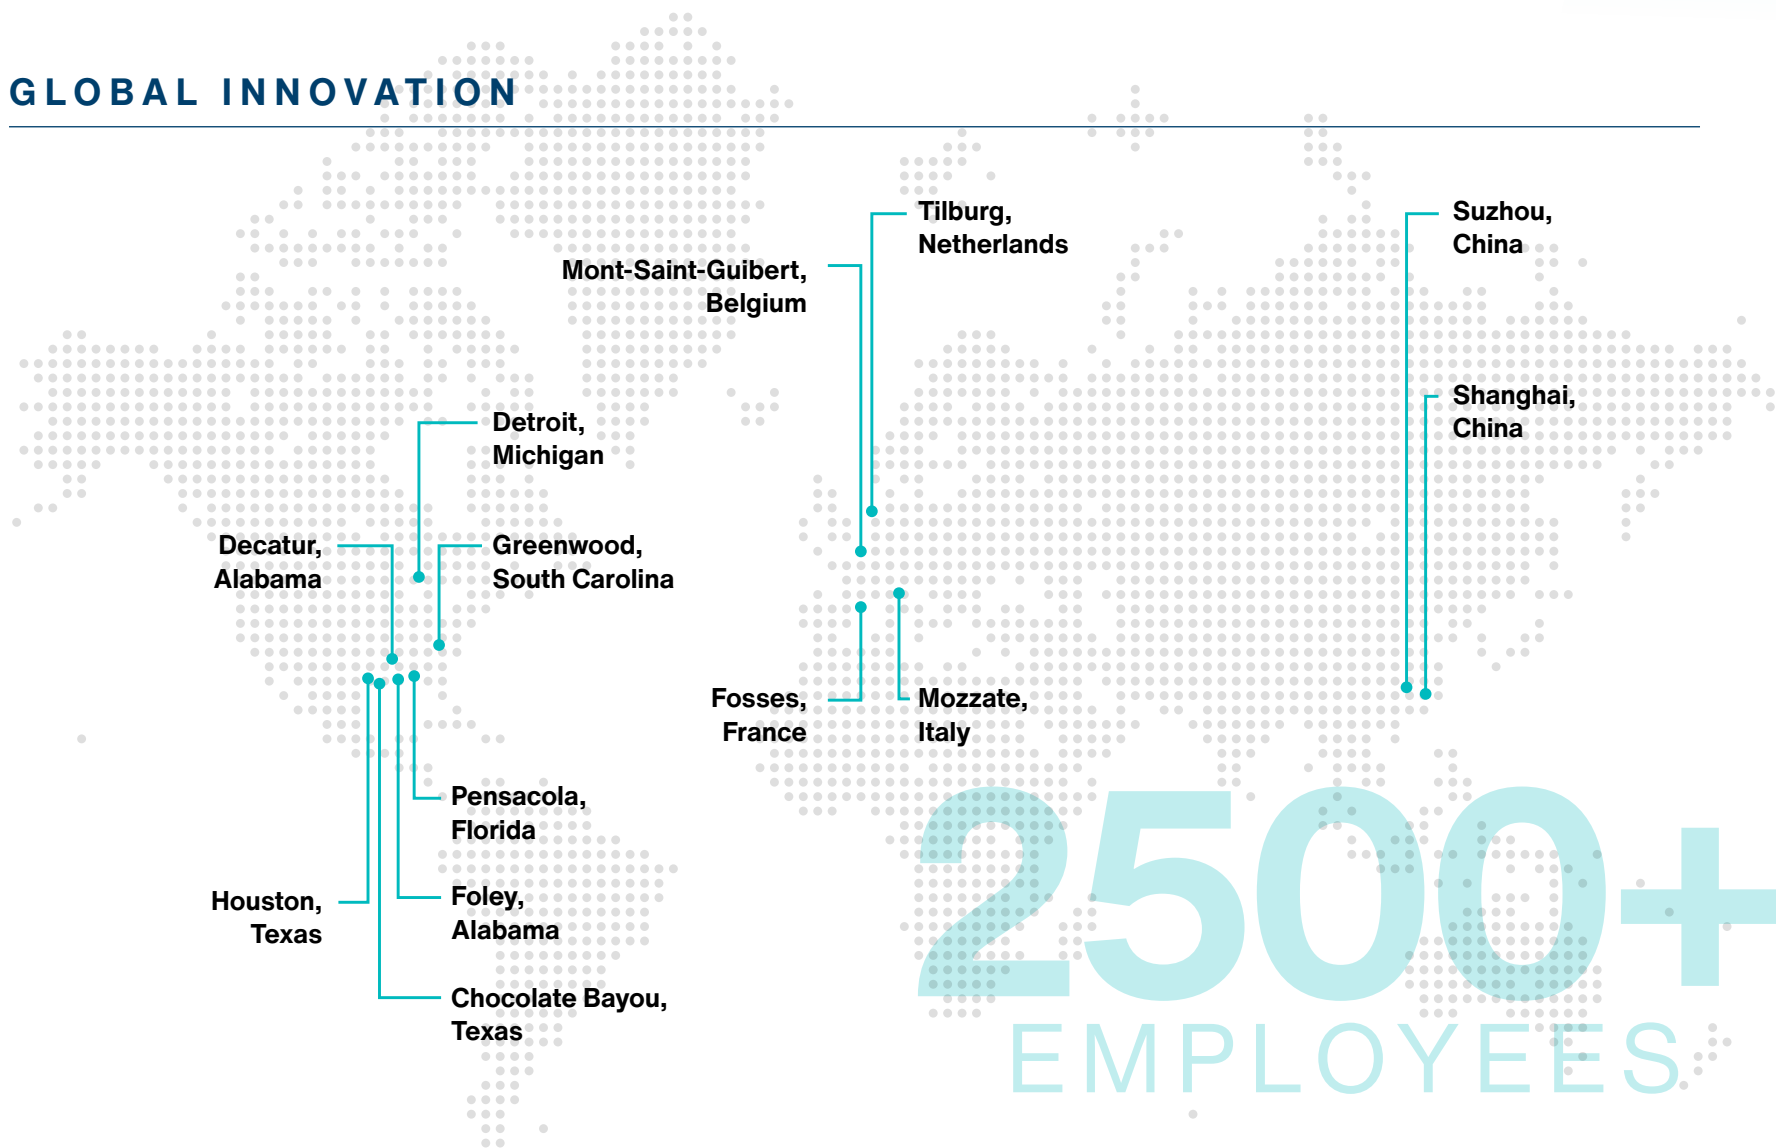 GLOBAL INNOVATION
Tilburg,
Netherlands
Suzhou,
China
Mont-Saint-Guibert,
Belgium
Shanghai,
China
Detroit,
Michigan
Decatur,
Alabama
Greenwood,
South Carolina
Fosses,
France
Mozzate,
Italy
Pensacola,
Florida
Houston,
Texas
Foley,
Alabama
Chocolate Bayou,
Texas
2500+
EMPLOYEES